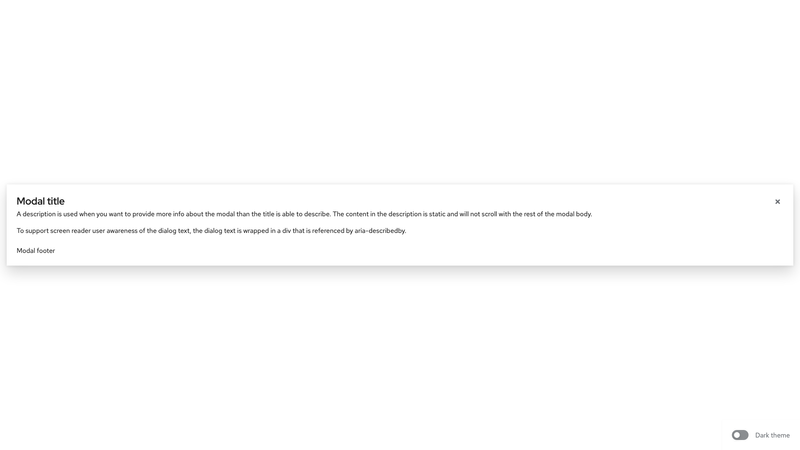 Modal title
A description is used when you want to provide more info about the modal than the title is able to describe. The content in the description is static and will not scroll with the rest of the modal body.
To support screen reader user awareness of the dialog text, the dialog text is wrapped in a div that is referenced by aria-describedby.
Modal footer
Dark theme